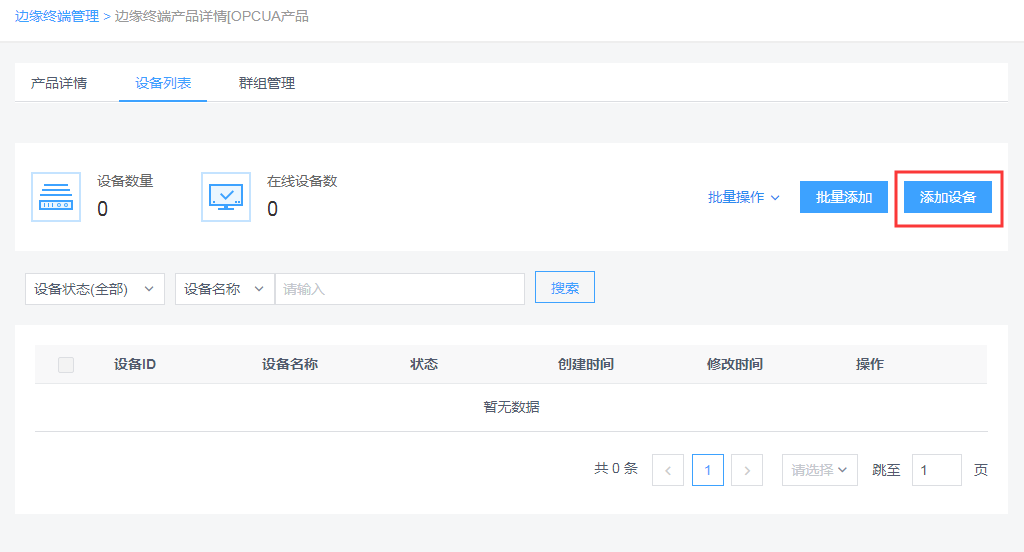 边缘终端管理 > 边缘终端产品详情[OPCUA产品
产品详情 设备列表 群组管理
设备数量 在线设备数
0 0
批量操作 批量添加 添加设备
设备状态(全部) 设备名称 请输入 搜索
设备ID 设备名称 状态 创建时间 修改时间 操作
暂无数据
共 0 条 < 1 > 请选择 跳至 1 页